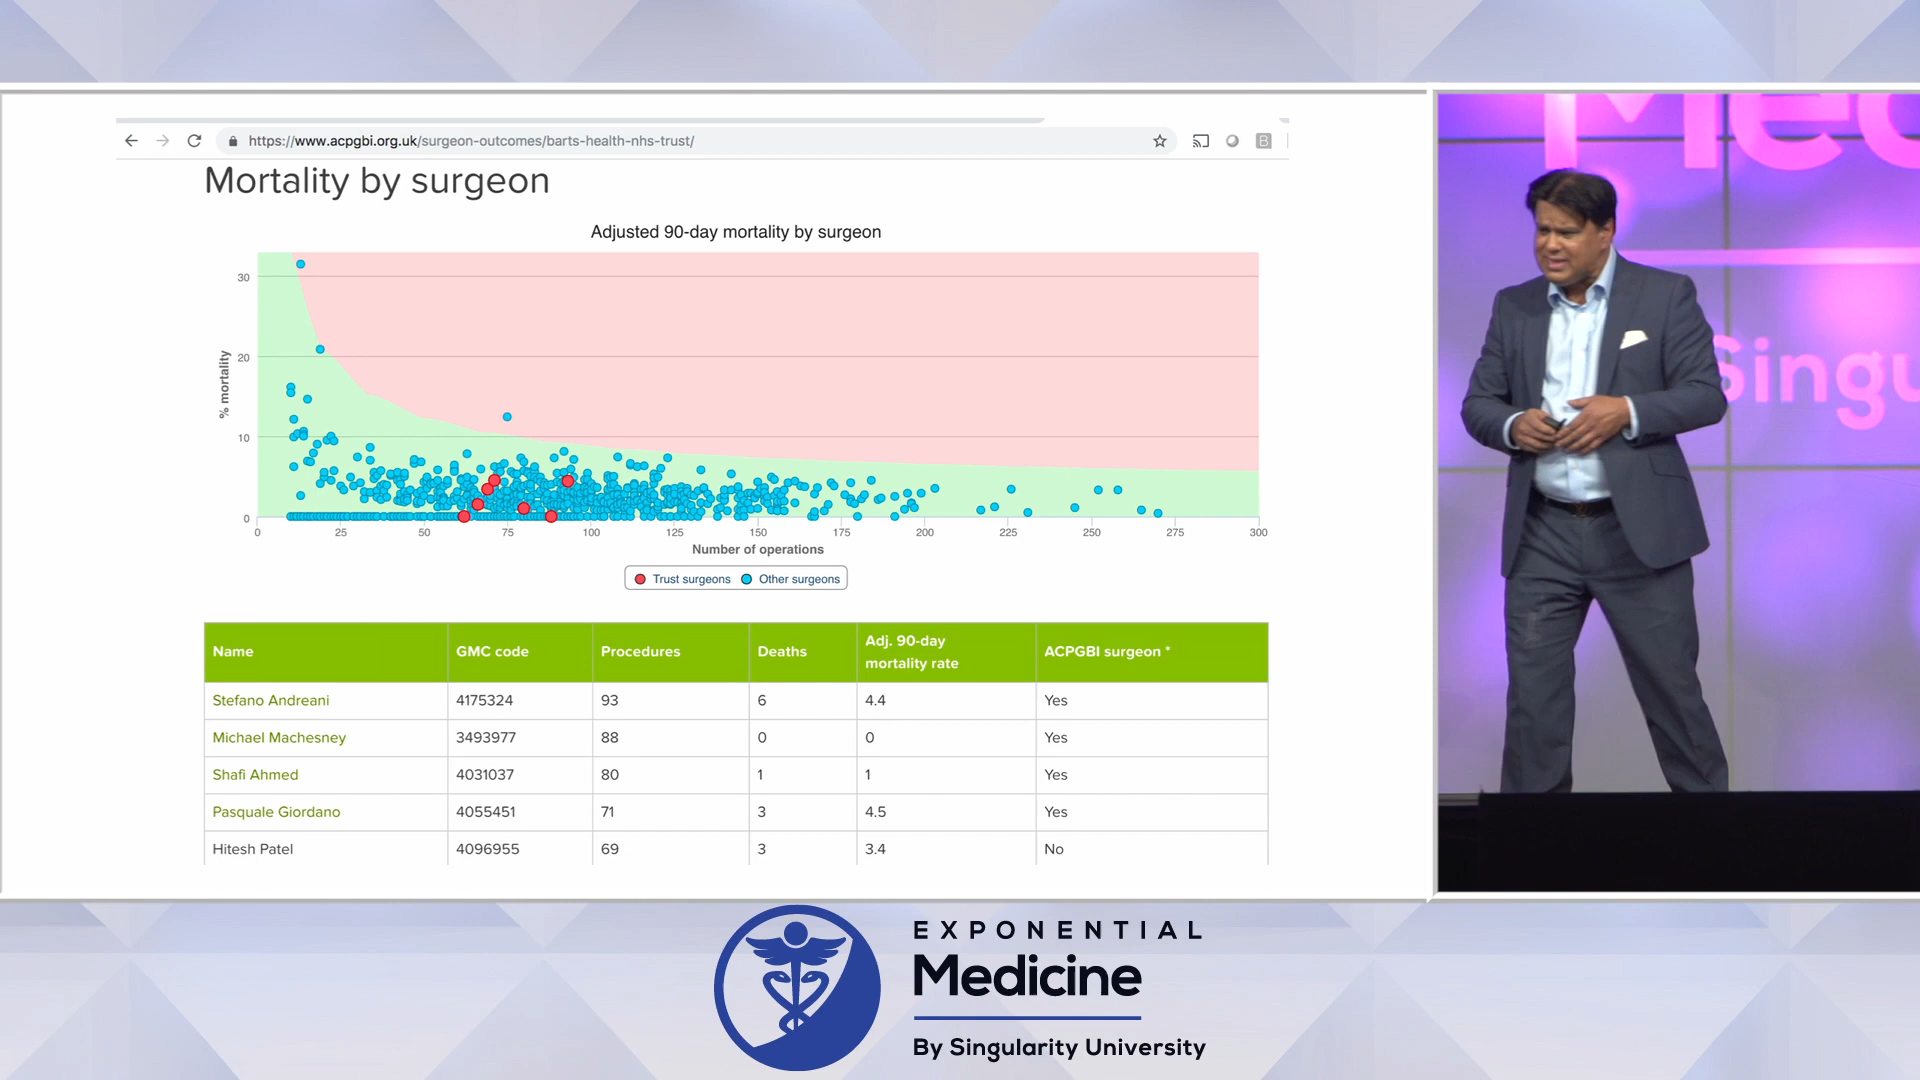 https://www.acpgbi.org.uk/surgeon-outcomes/barts-health-nhs-trust/
B
Mortality by surgeon
Adjusted 90-day mortality by surgeon
% mortality
30
20
10
0
0 25 50 75 100 125 150 175 200 225 250 275 300
Number of operations
Trust surgeons Other surgeons
Name GMC code Procedures Deaths Adj. 90-day mortality rate ACPGBI surgeon *
Stefano Andreani 4175324 93 6 4.4 Yes
Michael Machesney 3493977 88 0 0 Yes
Shafi Ahmed 4031037 80 1 1 Yes
Pasquale Giordano 4055451 71 3 4.5 Yes
Hitesh Patel 4096955 69 3 3.4 No
Med
Singu
EXPONENTIAL
Medicine
By Singularity University